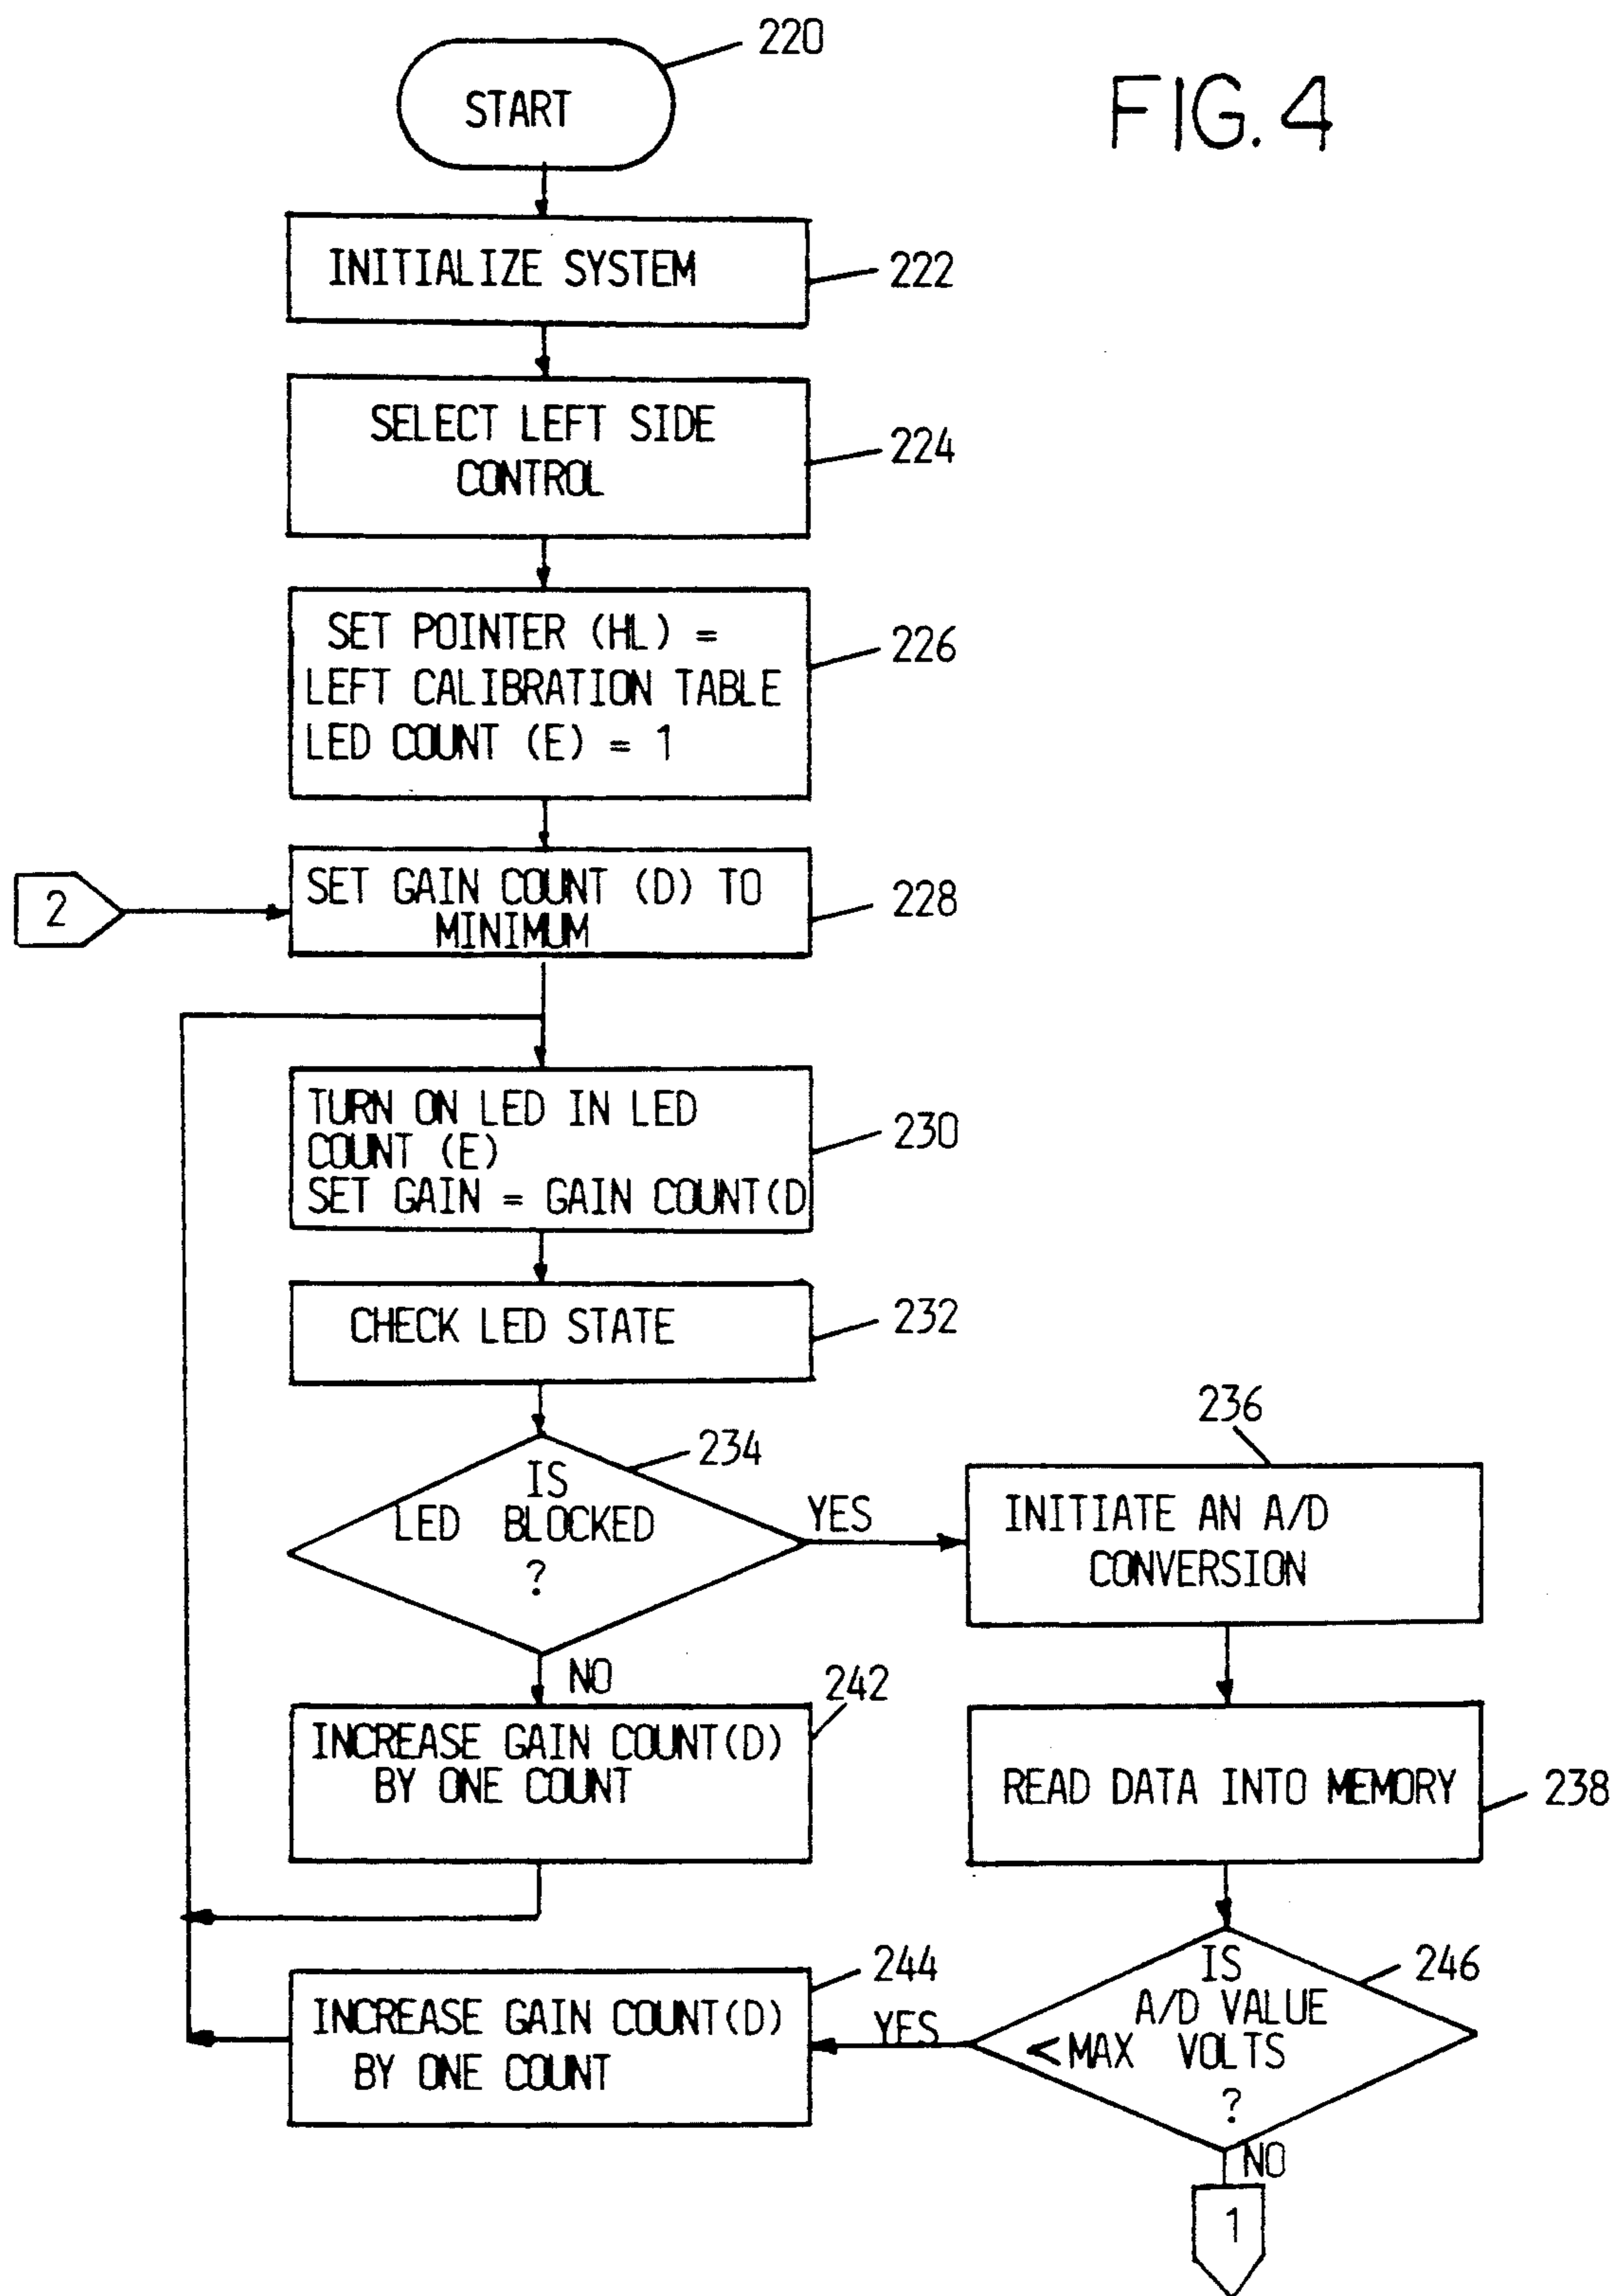 220
START
FIG. 4
INITIALIZE SYSTEM
222
SELECT LEFT SIDE
CONTROL
224
SET POINTER (HL) =
LEFT CALIBRATION TABLE
LED COUNT (E) = 1
226
2
SET GAIN COUNT (D) TO
MINIMUM
228
TURN ON LED IN LED
COUNT (E)
SET GAIN = GAIN COUNT(D
230
CHECK LED STATE
232
234
IS
LED BLOCKED
?
YES
NO
236
INITIATE AN A/D
CONVERSION
242
INCREASE GAIN COUNT(D)
BY ONE COUNT
READ DATA INTO MEMORY
238
244
INCREASE GAIN COUNT(D)
BY ONE COUNT
YES
IS
A/D VALUE
< MAX VOLTS
?
246
NO
1